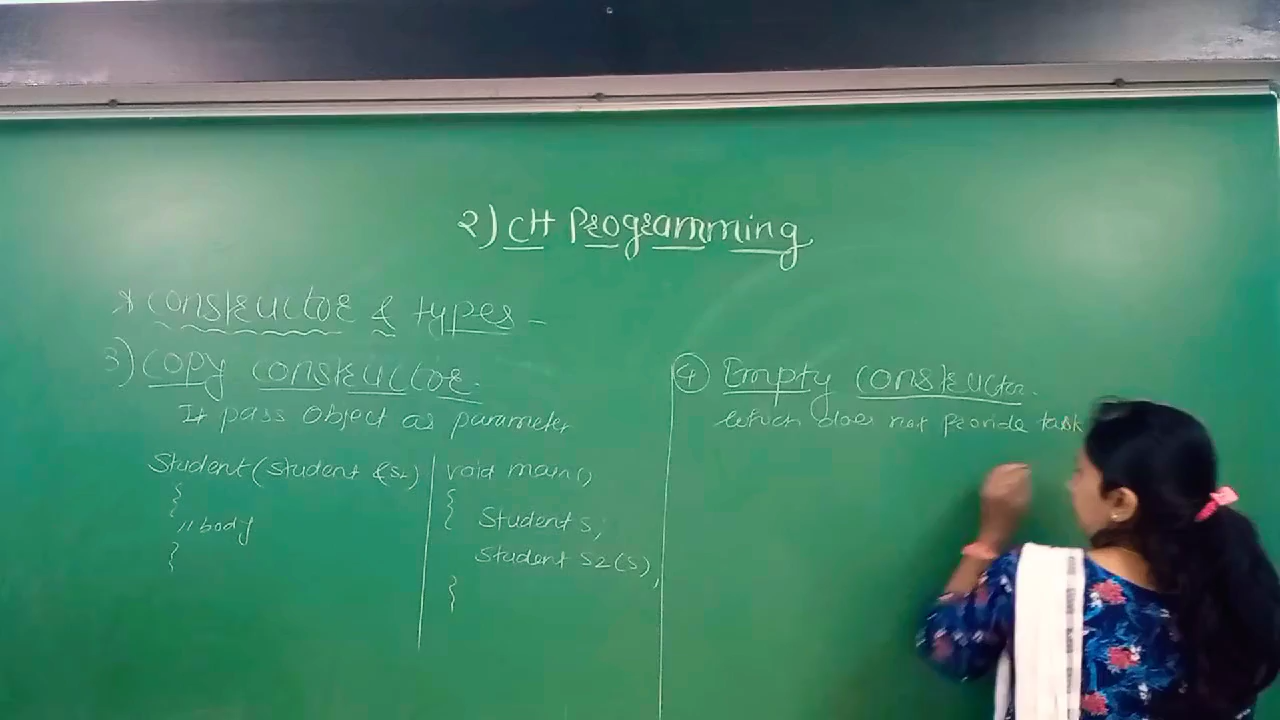 2) C++ Programming
* Constructor & types -
3) Copy constructor.
It pass object as parameter
Student(Student &s2)
{
//body
}
void main()
{
Student s;
Student s2(s);
}
4 Empty constructor.
which does not provide task